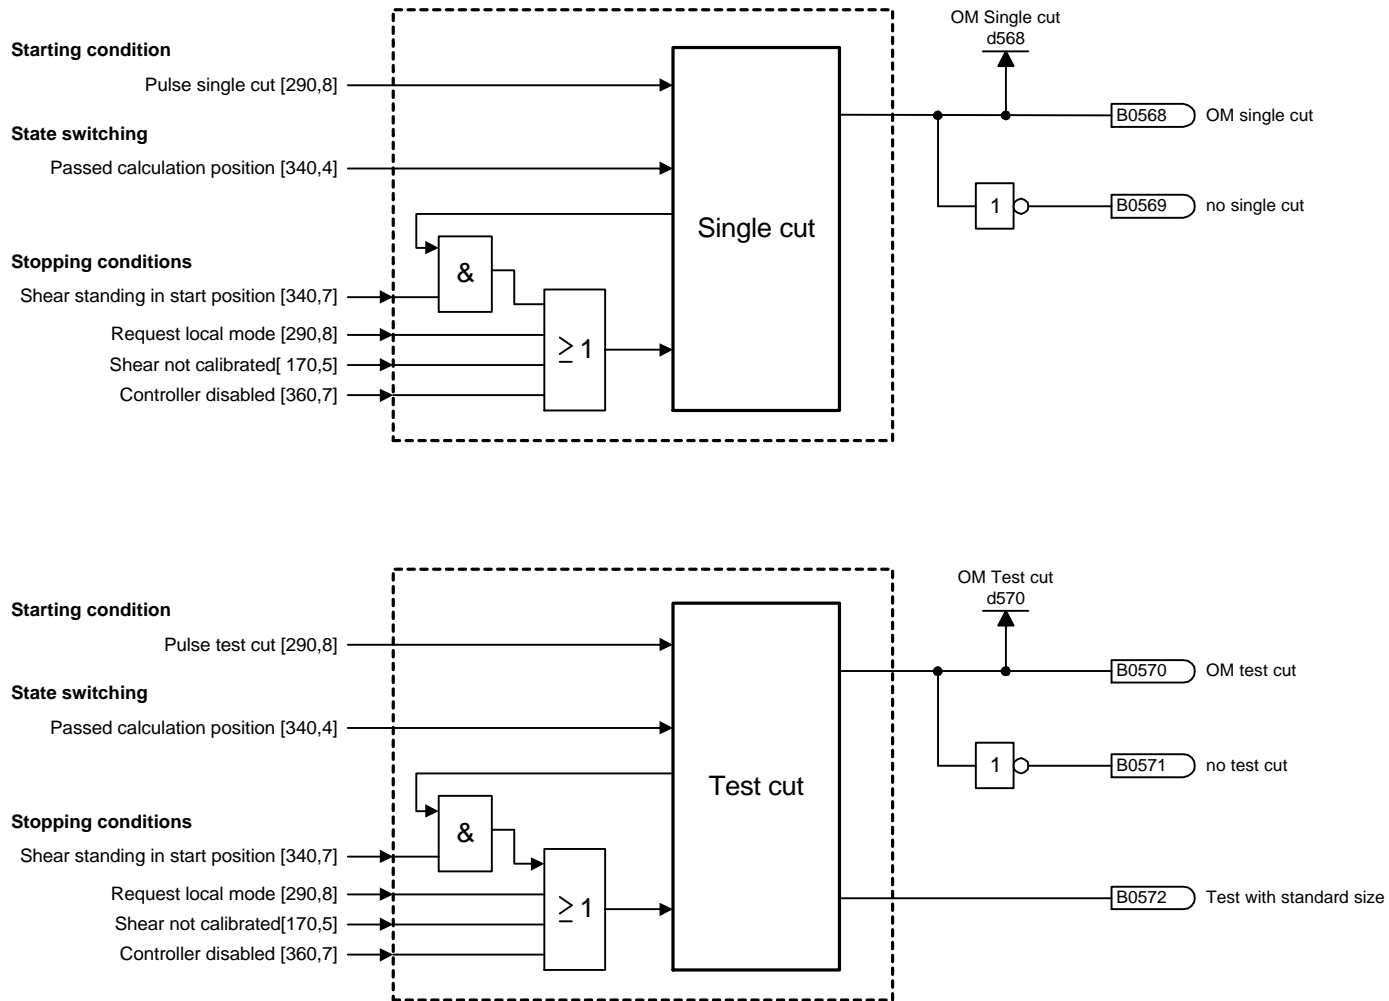 OM Single cut
d568
Starting condition
Pulse single cut [290,8]
B0568 OM single cut
State switching
Passed calculation position [340,4]
1 B0569 no single cut
Single cut
Stopping conditions
&
Shear standing in start position [340,7]
Request local mode [290,8]
≥ 1
Shear not calibrated[ 170,5]
Controller disabled [360,7]
OM Test cut
d570
Starting condition
Pulse test cut [290,8]
B0570 OM test cut
State switching
Passed calculation position [340,4]
1 B0571 no test cut
Test cut
Stopping conditions
&
Shear standing in start position [340,7]
Request local mode [290,8]
B0572 Test with standard size
≥ 1
Shear not calibrated[170,5]
Controller disabled [360,7]